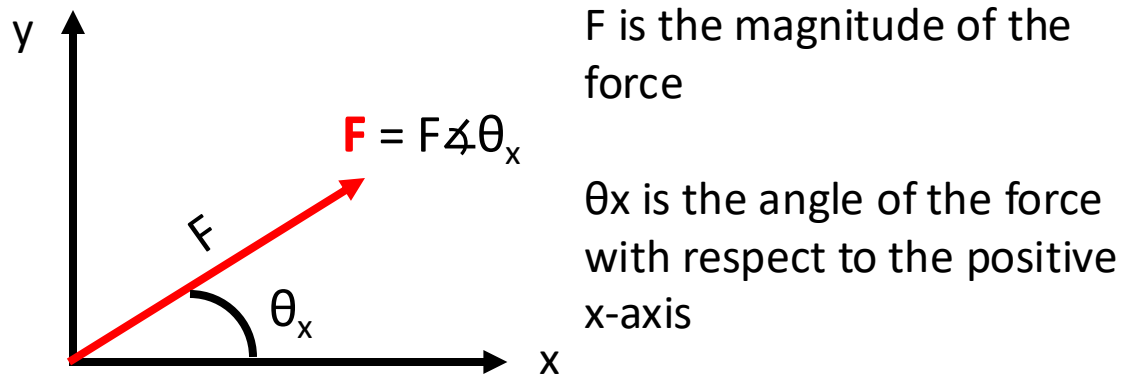 y
F is the magnitude of the
force
F = F∡θx
θx is the angle of the force
with respect to the positive
x-axis
F
θx
x